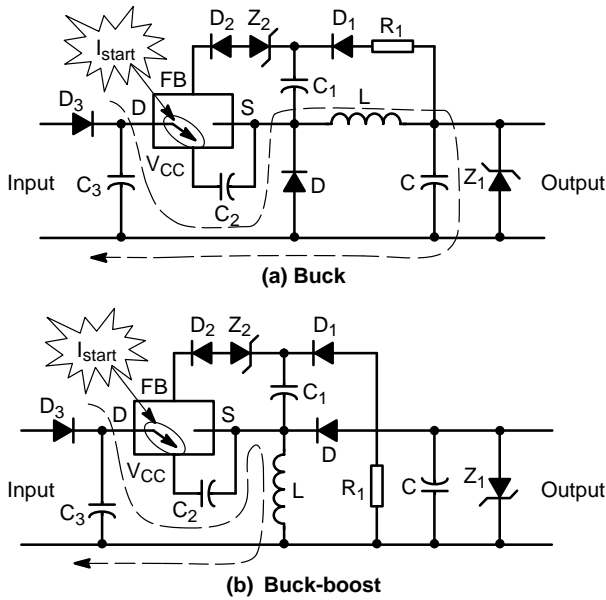 D2 Z2 D1 R1
Istart
FB
C1
D3 D S L
VCC
Input C3 C2 D C Z1 Output
(a) Buck
D2 Z2 D1
Istart
FB
C1
D3 D S
D
VCC
Input C3 C2 L R1 C Z1 Output
(b) Buck-boost